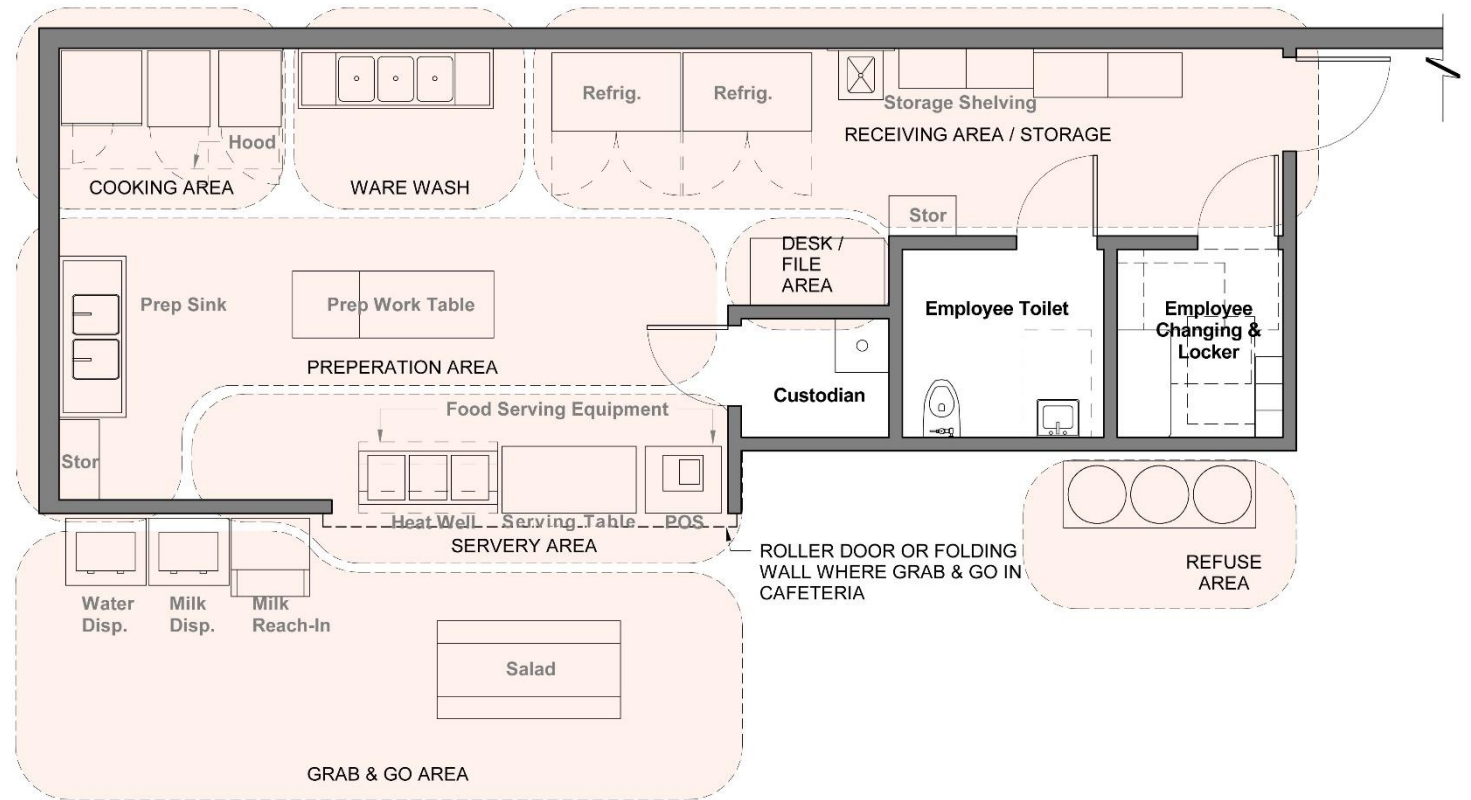 Refrig.
Refrig.
Storage Shelving
Hood
RECEIVING AREA / STORAGE
COOKING AREA
WARE WASH
Stor
DESK /
FILE
AREA
Prep Sink
Prep Work Table
Employee Toilet
Employee
Changing &
Locker
PREPERATION AREA
Custodian
Food Serving Equipment
Stor
Heat Well
Serving Table
POS
SERVERY AREA
ROLLER DOOR OR FOLDING
WALL WHERE GRAB & GO IN
CAFETERIA
REFUSE
AREA
Water
Disp.
Milk
Disp.
Milk
Reach-In
Salad
GRAB & GO AREA